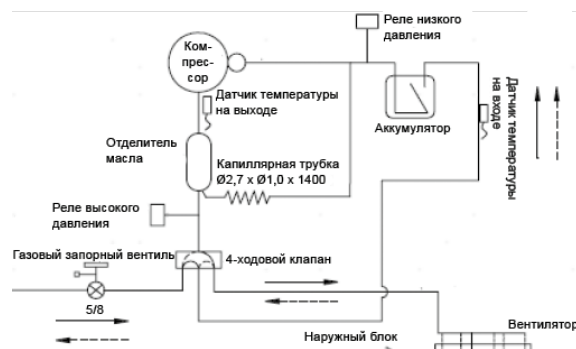 Реле низкого
давления
Ком-
прес-
сор
Датчик температуры
на выходе
Датчик температуры
на входе
Аккумулятор
Отделитель
масла
Капиллярная трубка
Ø2,7 x Ø1,0 x 1400
Реле высокого
давления
Газовый запорный вентиль
4-ходовой клапан
5/8
Вентилятор
Наружный блок